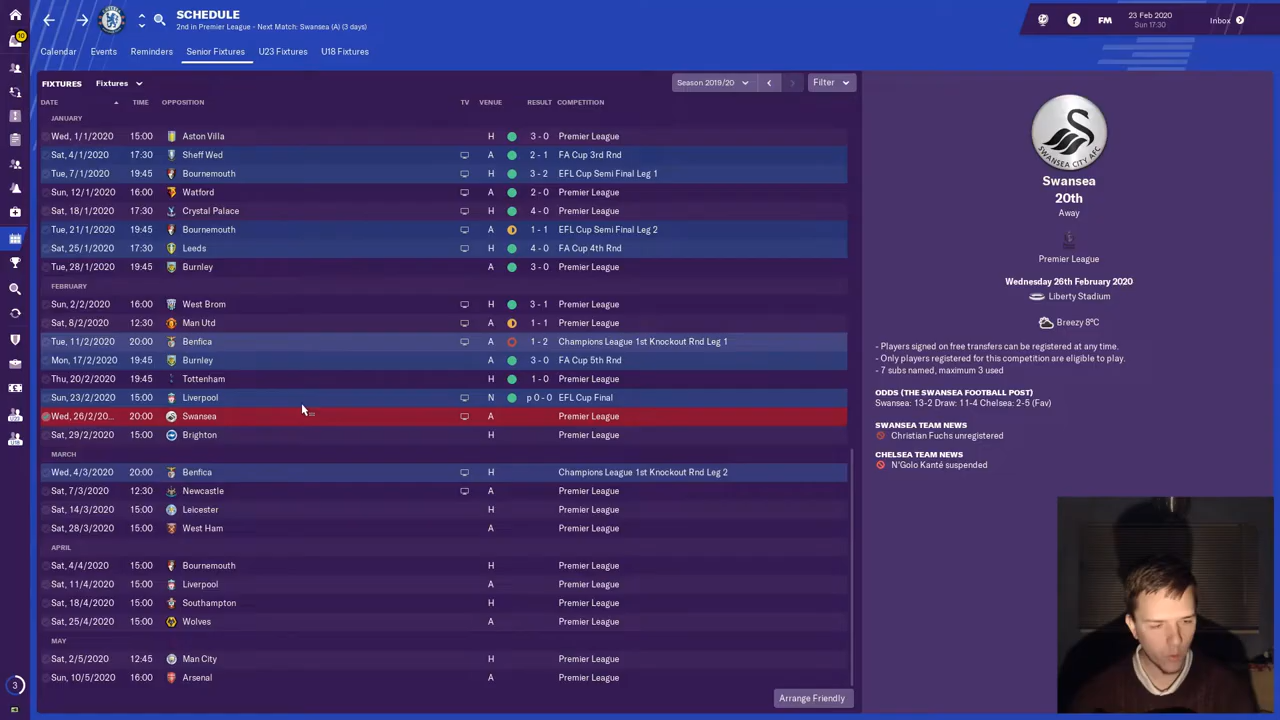 SCHEDULE
2nd in Premier League - Next Match: Swansea (A) (3 days)
FM
23 Feb 2020
Sun 17:30
Inbox
10
Calendar Events Reminders Senior Fixtures U23 Fixtures U18 Fixtures
FIXTURES Fixtures Season 2019/20 Filter
DATE TIME OPPOSITION TV VENUE RESULT COMPETITION
JANUARY
Wed, 1/1/2020 15:00 Aston Villa H 3 - 0 Premier League
Sat, 4/1/2020 17:30 Sheff Wed A 2 - 1 FA Cup 3rd Rnd
Tue, 7/1/2020 19:45 Bournemouth H 3 - 2 EFL Cup Semi Final Leg 1
Sun, 12/1/2020 16:00 Watford A 2 - 0 Premier League
Sat, 18/1/2020 17:30 Crystal Palace H 4 - 0 Premier League
Tue, 21/1/2020 19:45 Bournemouth A 1 - 1 EFL Cup Semi Final Leg 2
Sat, 25/1/2020 17:30 Leeds H 4 - 0 FA Cup 4th Rnd
Tue, 28/1/2020 19:45 Burnley A 3 - 0 Premier League
FEBRUARY
Sun, 2/2/2020 16:00 West Brom H 3 - 1 Premier League
Sat, 8/2/2020 12:30 Man Utd A 1 - 1 Premier League
Tue, 11/2/2020 20:00 Benfica A 1 - 2 Champions League 1st Knockout Rnd Leg 1
Mon, 17/2/2020 19:45 Burnley A 3 - 0 FA Cup 5th Rnd
Thu, 20/2/2020 19:45 Tottenham H 1 - 0 Premier League
Sun, 23/2/2020 15:00 Liverpool N p 0 - 0 EFL Cup Final
Wed, 26/2/20... 20:00 Swansea A Premier League
Sat, 29/2/2020 15:00 Brighton H Premier League
MARCH
Wed, 4/3/2020 20:00 Benfica H Champions League 1st Knockout Rnd Leg 2
Sat, 7/3/2020 12:30 Newcastle A Premier League
Sat, 14/3/2020 15:00 Leicester H Premier League
Sat, 28/3/2020 15:00 West Ham A Premier League
APRIL
Sat, 4/4/2020 15:00 Bournemouth H Premier League
Sat, 11/4/2020 15:00 Liverpool A Premier League
Sat, 18/4/2020 15:00 Southampton H Premier League
Sat, 25/4/2020 15:00 Wolves A Premier League
MAY
Sat, 2/5/2020 12:45 Man City H Premier League
Sun, 10/5/2020 16:00 Arsenal A Premier League
Arrange Friendly
3
SWANSEA CITY AFC
Swansea
20th
Away
Premier League
Wednesday 26th February 2020
Liberty Stadium
Breezy 8ºC
- Players signed on free transfers can be registered at any time.
- Only players registered for this competition are eligible to play.
- 7 subs named, maximum 3 used
ODDS (THE SWANSEA FOOTBALL POST)
Swansea: 13-2 Draw: 11-4 Chelsea: 2-5 (Fav)
SWANSEA TEAM NEWS
Christian Fuchs unregistered
CHELSEA TEAM NEWS
N'Golo Kanté suspended